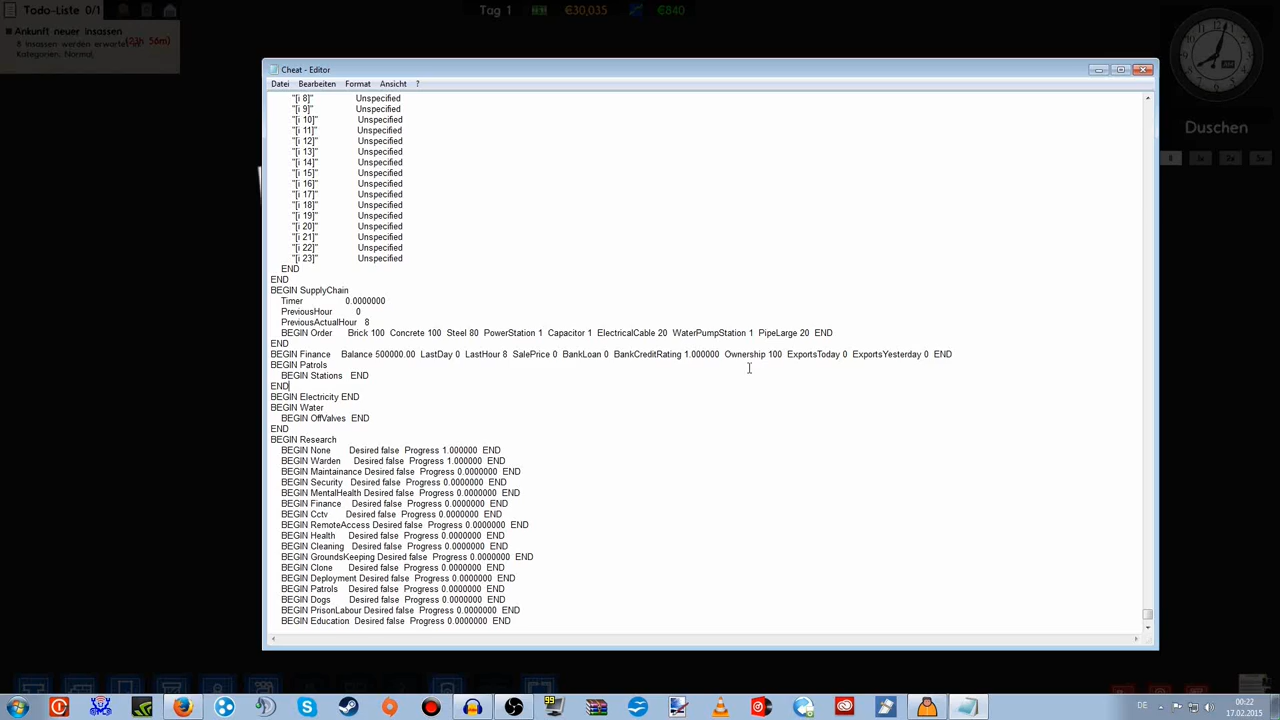 Todo-Liste 0/1
Tag 1
€30,035
€840
Ankunft neuer Insassen
8 Insassen werden erwartet
(23h 56m)
Kategorien: Normal,
Duschen
8 1x 2x 3x
Cheat - Editor
Datei Bearbeiten Format Ansicht ?
"[i 8]" Unspecified
"[i 9]" Unspecified
"[i 10]" Unspecified
"[i 11]" Unspecified
"[i 12]" Unspecified
"[i 13]" Unspecified
"[i 14]" Unspecified
"[i 15]" Unspecified
"[i 16]" Unspecified
"[i 17]" Unspecified
"[i 18]" Unspecified
"[i 19]" Unspecified
"[i 20]" Unspecified
"[i 21]" Unspecified
"[i 22]" Unspecified
"[i 23]" Unspecified
END
END
BEGIN SupplyChain
Timer 0.0000000
PreviousHour 0
PreviousActualHour 8
BEGIN Order Brick 100 Concrete 100 Steel 80 PowerStation 1 Capacitor 1 ElectricalCable 20 WaterPumpStation 1 PipeLarge 20 END
END
BEGIN Finance Balance 500000.00 LastDay 0 LastHour 8 SalePrice 0 BankLoan 0 BankCreditRating 1.000000 Ownership 100 ExportsToday 0 ExportsYesterday 0 END
BEGIN Patrols
BEGIN Stations END
END
BEGIN Electricity END
BEGIN Water
BEGIN OffValves END
END
BEGIN Research
BEGIN None Desired false Progress 1.000000 END
BEGIN Warden Desired false Progress 1.000000 END
BEGIN Maintainance Desired false Progress 0.0000000 END
BEGIN Security Desired false Progress 0.0000000 END
BEGIN MentalHealth Desired false Progress 0.0000000 END
BEGIN Finance Desired false Progress 0.0000000 END
BEGIN Cctv Desired false Progress 0.0000000 END
BEGIN RemoteAccess Desired false Progress 0.0000000 END
BEGIN Health Desired false Progress 0.0000000 END
BEGIN Cleaning Desired false Progress 0.0000000 END
BEGIN GroundsKeeping Desired false Progress 0.0000000 END
BEGIN Clone Desired false Progress 0.0000000 END
BEGIN Deployment Desired false Progress 0.0000000 END
BEGIN Patrols Desired false Progress 0.0000000 END
BEGIN Dogs Desired false Progress 0.0000000 END
BEGIN PrisonLabour Desired false Progress 0.0000000 END
BEGIN Education Desired false Progress 0.0000000 END
99
DE
00:22
17.02.2015